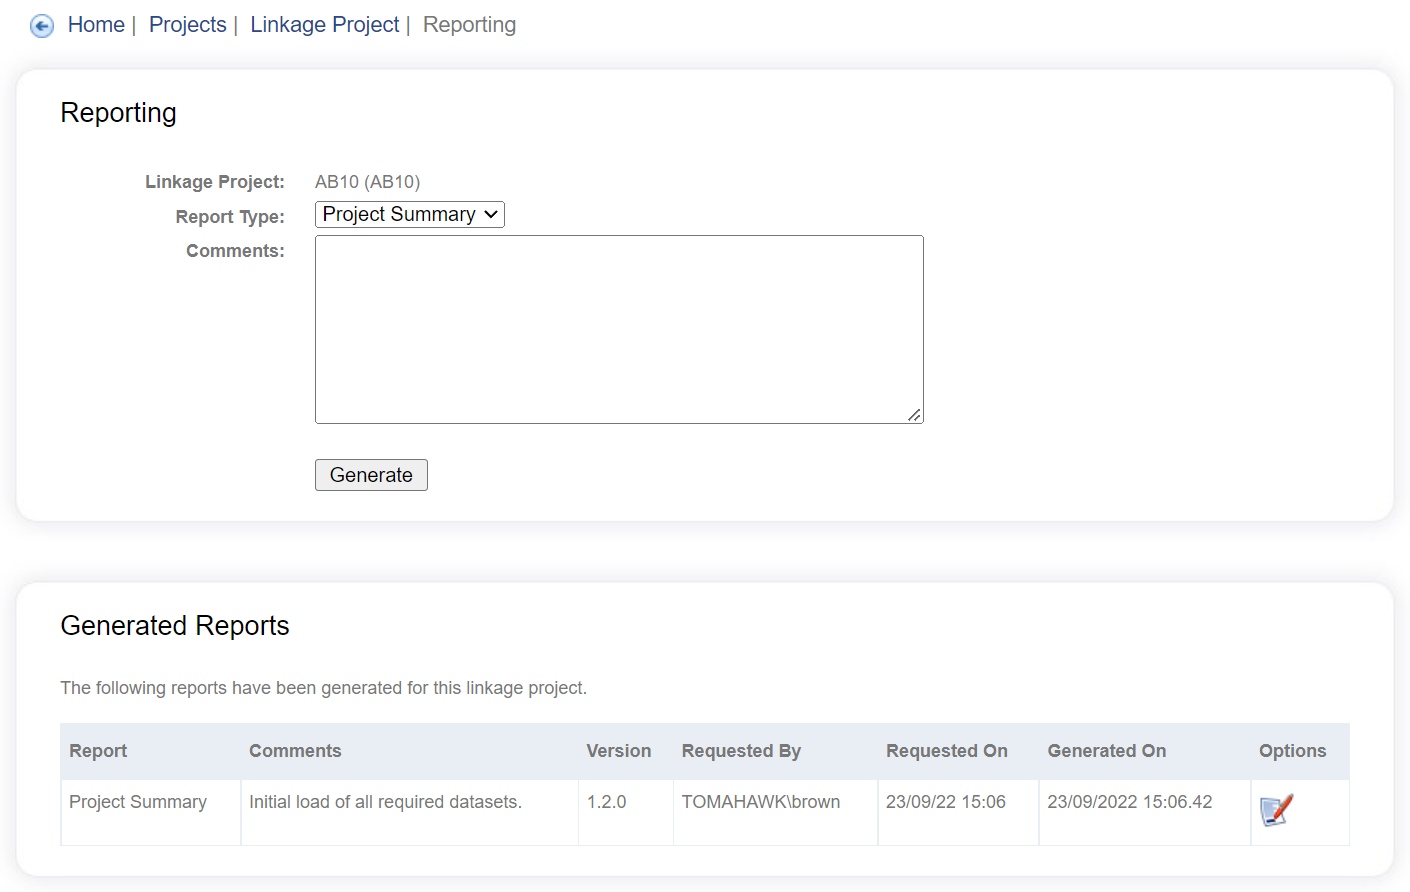 Home | Projects | Linkage Project | Reporting
Reporting
Linkage Project: AB10 (AB10)
Report Type: Project Summary
Comments:
Generate
Generated Reports
The following reports have been generated for this linkage project.
Report Comments Version Requested By Requested On Generated On Options
Project Summary Initial load of all required datasets. 1.2.0 TOMAHAWK\brown 23/09/22 15:06 23/09/2022 15:06.42